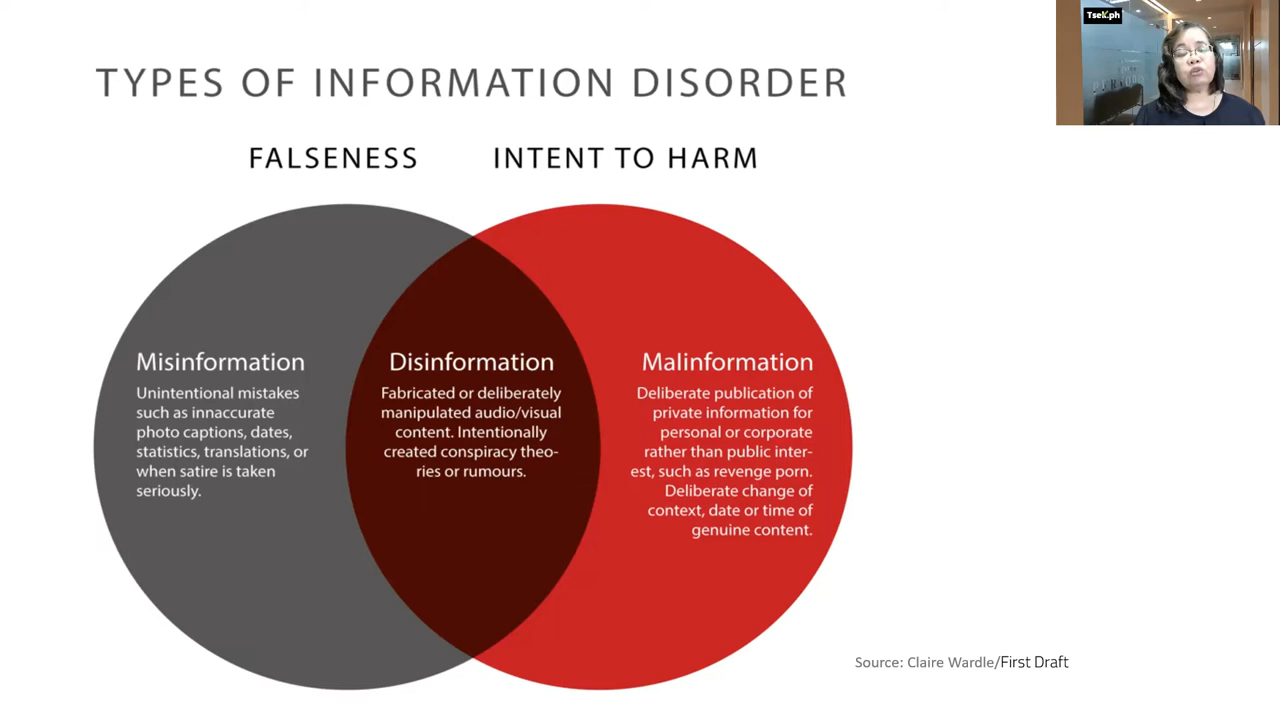 Tsek.ph
TYPES OF INFORMATION DISORDER
FALSENESS
INTENT TO HARM
Misinformation
Unintentional mistakes
such as innaccurate
photo captions, dates,
statistics, translations, or
when satire is taken
seriously.
Disinformation
Fabricated or deliberately
manipulated audio/visual
content. Intentionally
created conspiracy theo-
ries or rumours.
Malinformation
Deliberate publication of
private information for
personal or corporate
rather than public inter-
est, such as revenge porn.
Deliberate change of
context, date or time of
genuine content.
Source: Claire Wardle/First Draft